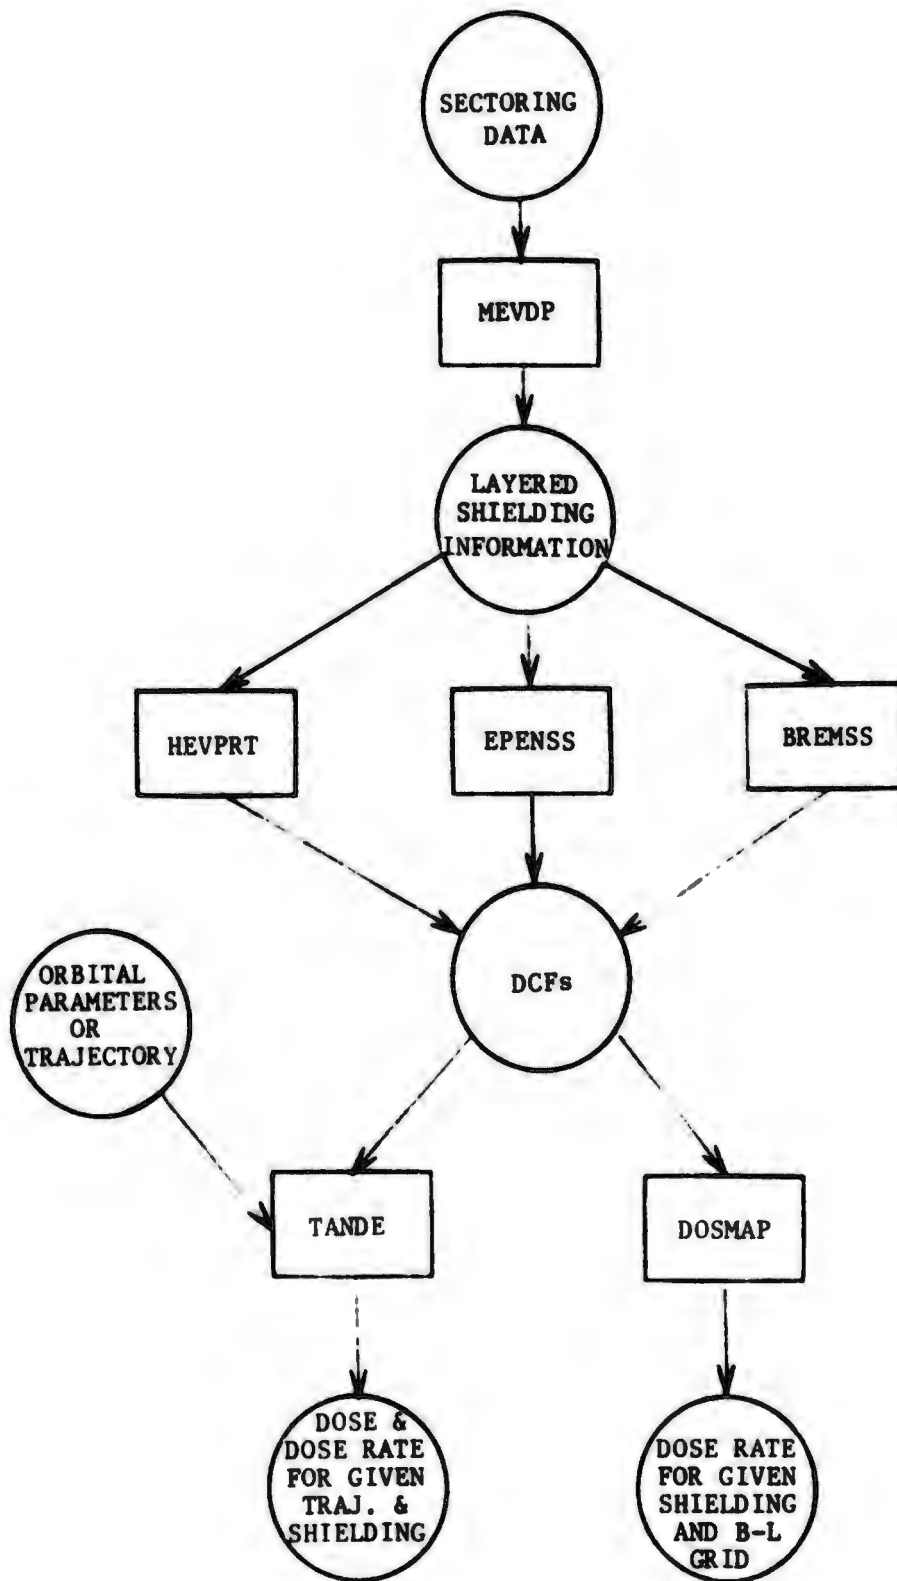 SECTORING
DATA
MEVDP
LAYERED
SHIELDING
INFORMATION
HEVPRT
EPENSS
BREMSS
DCFs
ORBITAL
PARAMETERS
OR
TRAJECTORY
TANDE
DOSMAP
DOSE &
DOSE RATE
FOR GIVEN
TRAJ. &
SHIELDING
DOSE RATE
FOR GIVEN
SHIELDING
AND B-L
GRID